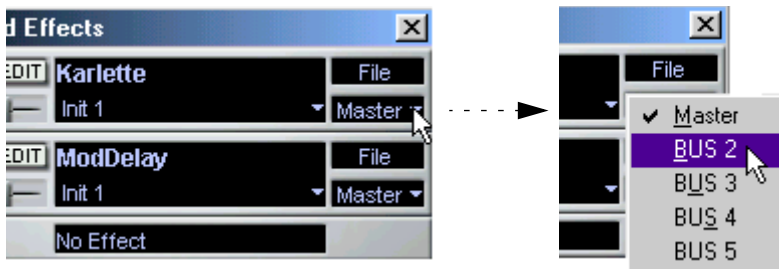 d Effects
EDIT Karlette File
Init 1 Master
EDIT ModDelay File
Init 1 Master
No Effect
File
Master
BUS 2
BUS 3
BUS 4
BUS 5